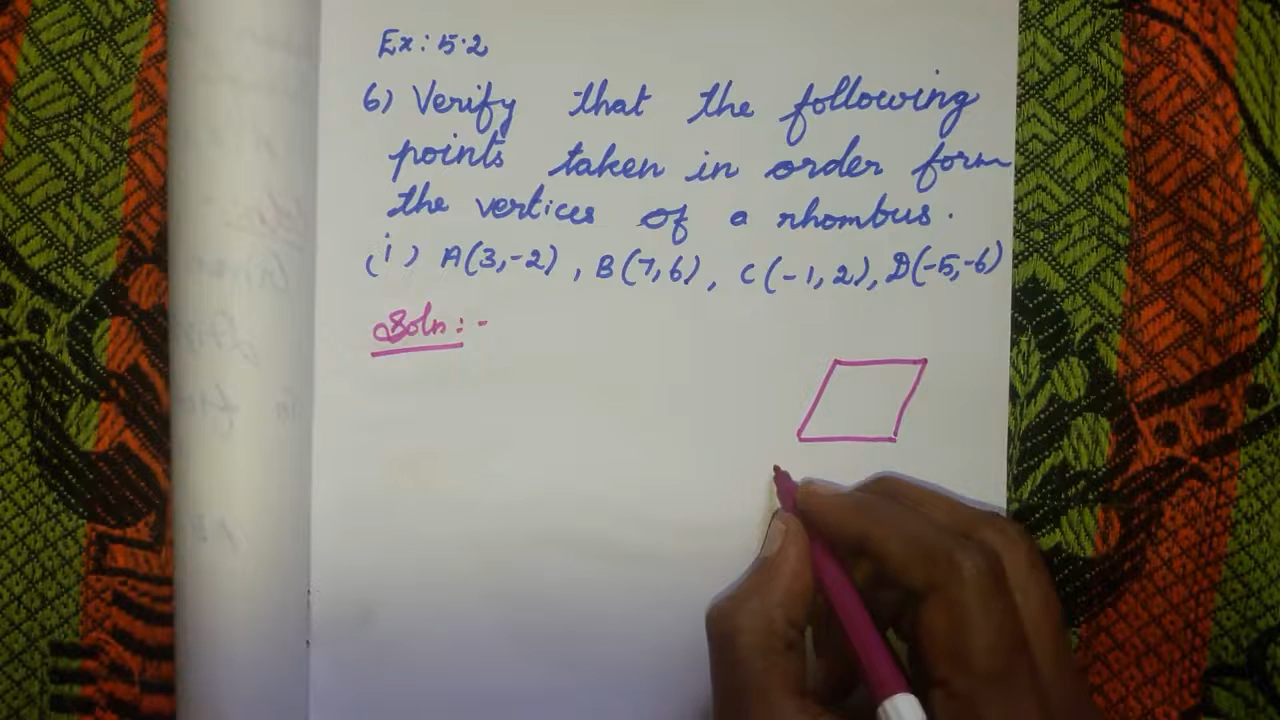 Ex: 5.2
6) Verify that the following
points taken in order form
the vertices of a rhombus.
(i) A(3,-2), B(7,6), C(-1,2), D(-5,-6)
Soln:-